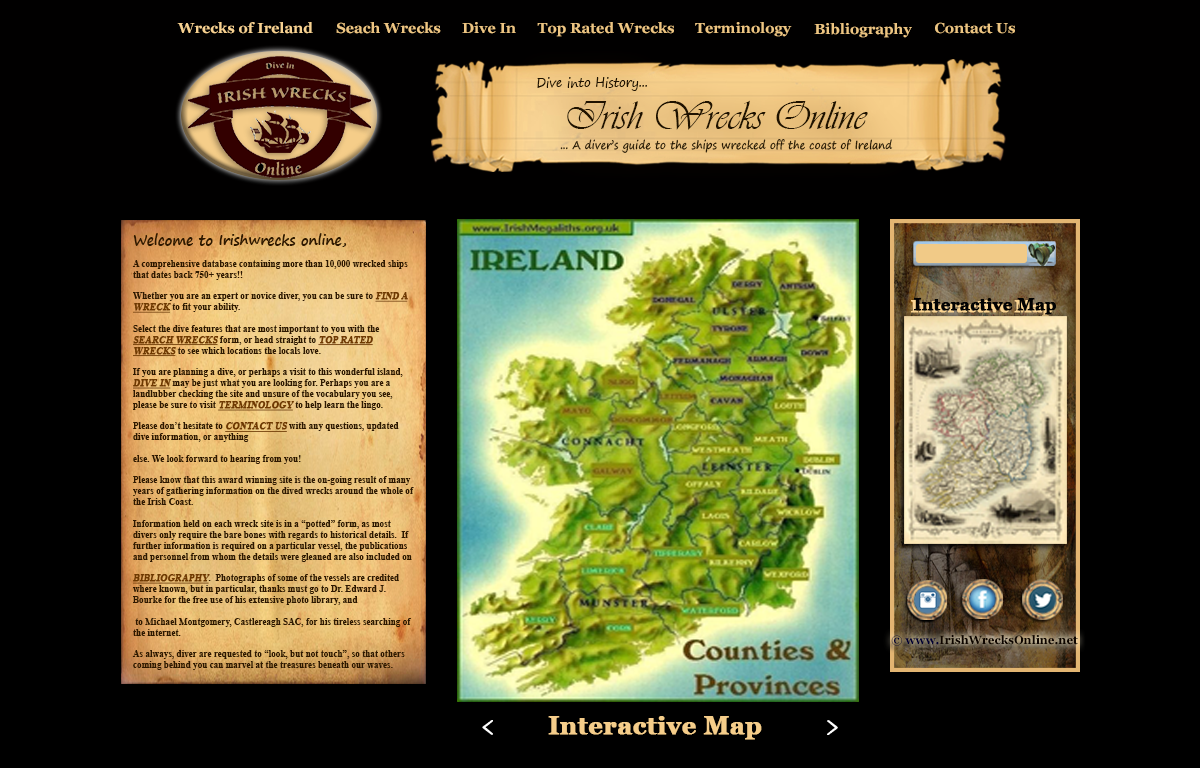 Wrecks of Ireland Seach Wrecks Dive In Top Rated Wrecks Terminology Bibliography Contact Us
Dive In
IRISH WRECKS
Online
Dive into History...
Irish Wrecks Online
... A diver's guide to the ships wrecked off the coast of Ireland
Welcome to Irishwrecks online,
A comprehensive database containing more than 10,000 wrecked ships
that dates back 750+ years!!
Whether you are an expert or novice diver, you can be sure to FIND A
WRECK to fit your ability.
Select the dive features that are most important to you with the
SEARCH WRECKS form, or head straight to TOP RATED
WRECKS to see which locations the locals love.
If you are planning a dive, or perhaps a visit to this wonderful island,
DIVE IN may be just what you are looking for. Perhaps you are a
landlubber checking the site and unsure of the vocabulary you see,
please be sure to visit TERMINOLOGY to help learn the lingo.
Please don't hesitate to CONTACT US with any questions, updated
dive information, or anything
else. We look forward to hearing from you!
Please know that this award winning site is the on-going result of many
years of gathering information on the dived wrecks around the whole of
the Irish Coast.
Information held on each wreck site is in a “potted” form, as most
divers only require the bare bones with regards to historical details. If
further information is required on a particular vessel, the publications
and personnel from whom the details were gleaned are also included on
BIBLIOGRAPHY. Photographs of some of the vessels are credited
where known, but in particular, thanks must go to Dr. Edward J.
Bourke for the free use of his extensive photo library, and
to Michael Montgomery, Castlereagh SAC, for his tireless searching of
the internet.
As always, diver are requested to “look, but not touch”, so that others
coming behind you can marvel at the treasures beneath our waves.
www.IrishMegaliths.org.uk
IRELAND
DERRY
ANTRIM
DONEGAL
ULSTER
BELFAST
TYRONE
FERMANAGH
ARMAGH
DOWN
MONAGHAN
SLIGO
LEITRIM
CAVAN
LOUTH
MAYO
ROSCOMMON
LONGFORD
MEATH
CONNACHT
WESTMEATH
DUBLIN
LEINSTER
DUBLIN
GALWAY
OFFALY
KILDARE
WICKLOW
LAOIS
CLARE
CARLOW
TIPPERARY
KILKENNY
LIMERICK
WEXFORD
MUNSTER
WATERFORD
KERRY
CORK
Counties &
Provinces
< Interactive Map >
Interactive Map
IRELAND
© www.IrishWrecksOnline.net